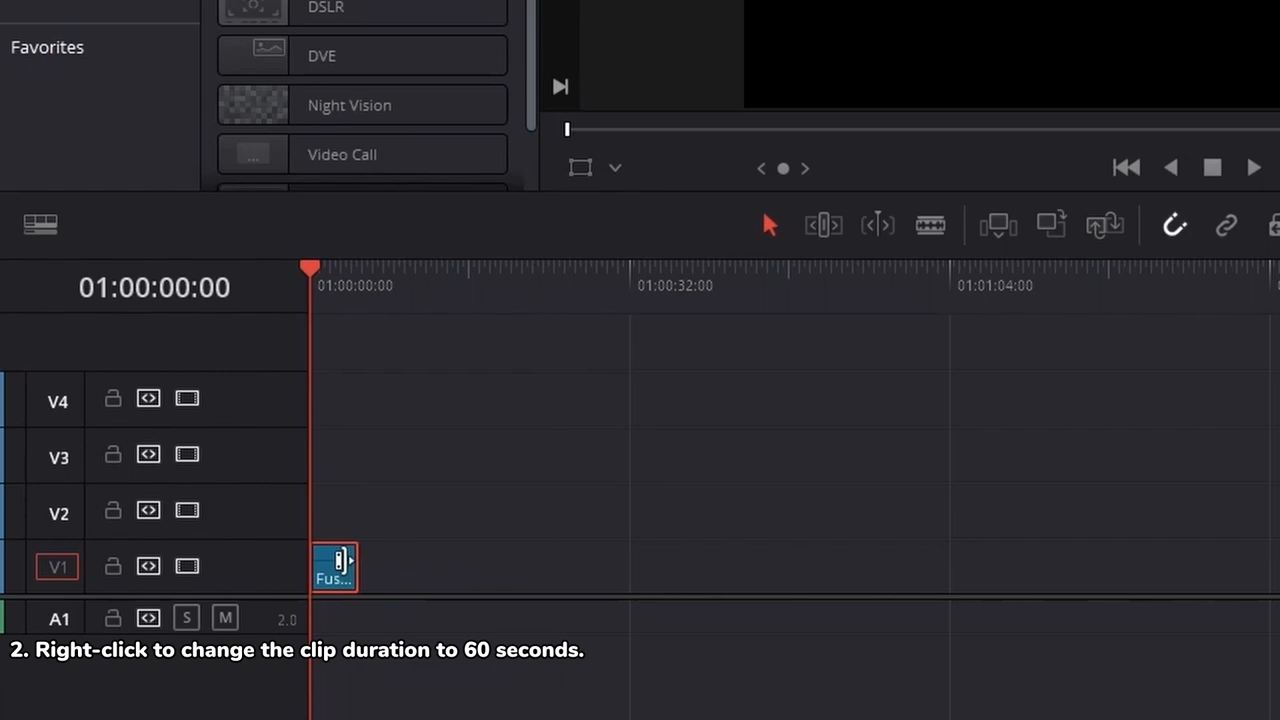 DSLR
Favorites
DVE
Night Vision
Video Call
01:00:00:00
01:00:00:00
01:00:32:00
01:01:04:00
V4
V3
V2
V1
Fus...
A1
S
M
2.0
2. Right-click to change the clip duration to 60 seconds.